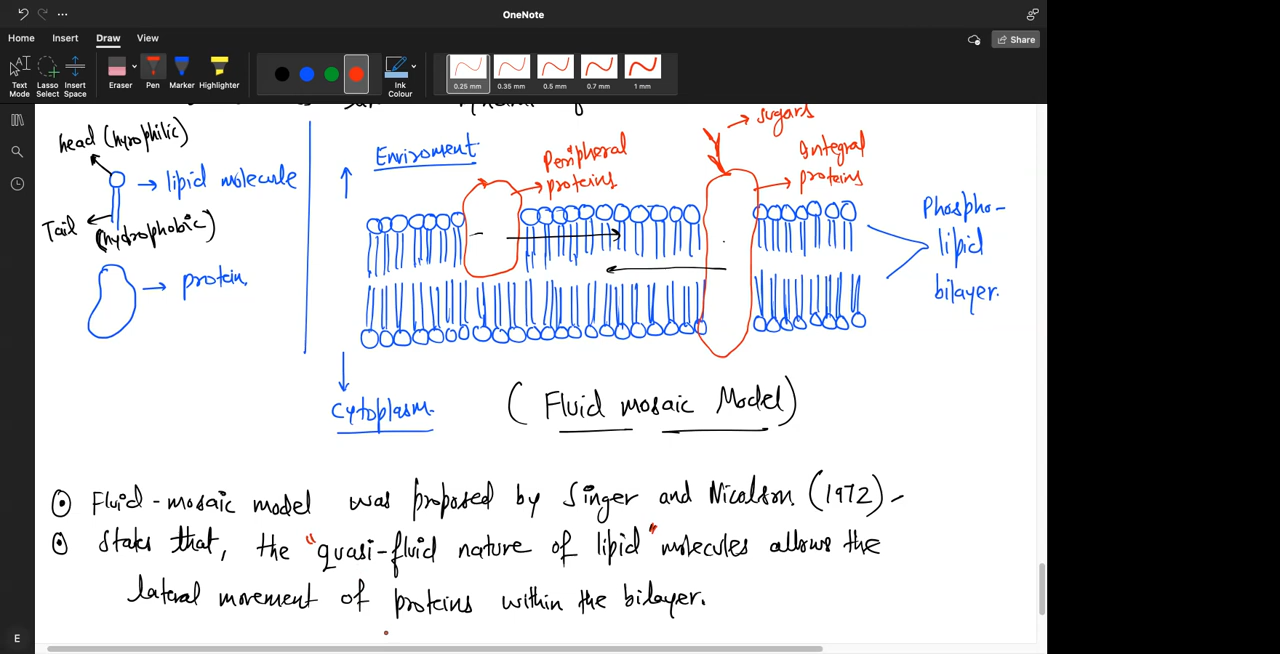 OneNote
Home Insert Draw View
Share
Text Mode
Lasso Select
Insert Space
Eraser
Pen
Marker
Highlighter
Ink Colour
0.25 mm
0.35 mm
0.5 mm
0.7 mm
1 mm
head (hyrophilic)
→ lipid molecule
Tail
(hydrophobic)
→ protein
Enviroment
Peripheral
→ proteins
→ sugars
Integral
→ proteins
Phospho-
lipid
bilayer.
Cytoplasm.
(Fluid mosaic Model)
Fluid-mosaic model was proposed by Singer and Nicolson (1972) -
States that, the "quasi-fluid nature of lipid" molecules allows the
lateral movement of proteins within the bilayer.
E